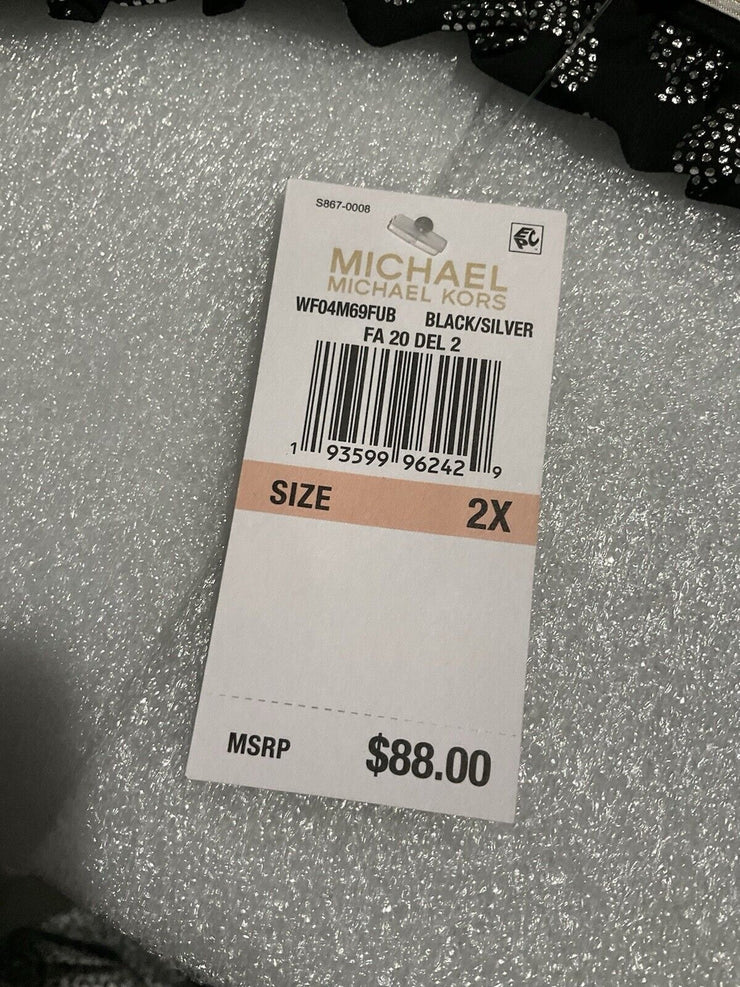 S867-0008
EPC
MICHAEL
MICHAEL KORS
WF04M69FUB BLACK/SILVER
FA 20 DEL 2
1 93599 96242 9
SIZE 2X
MSRP $88.00